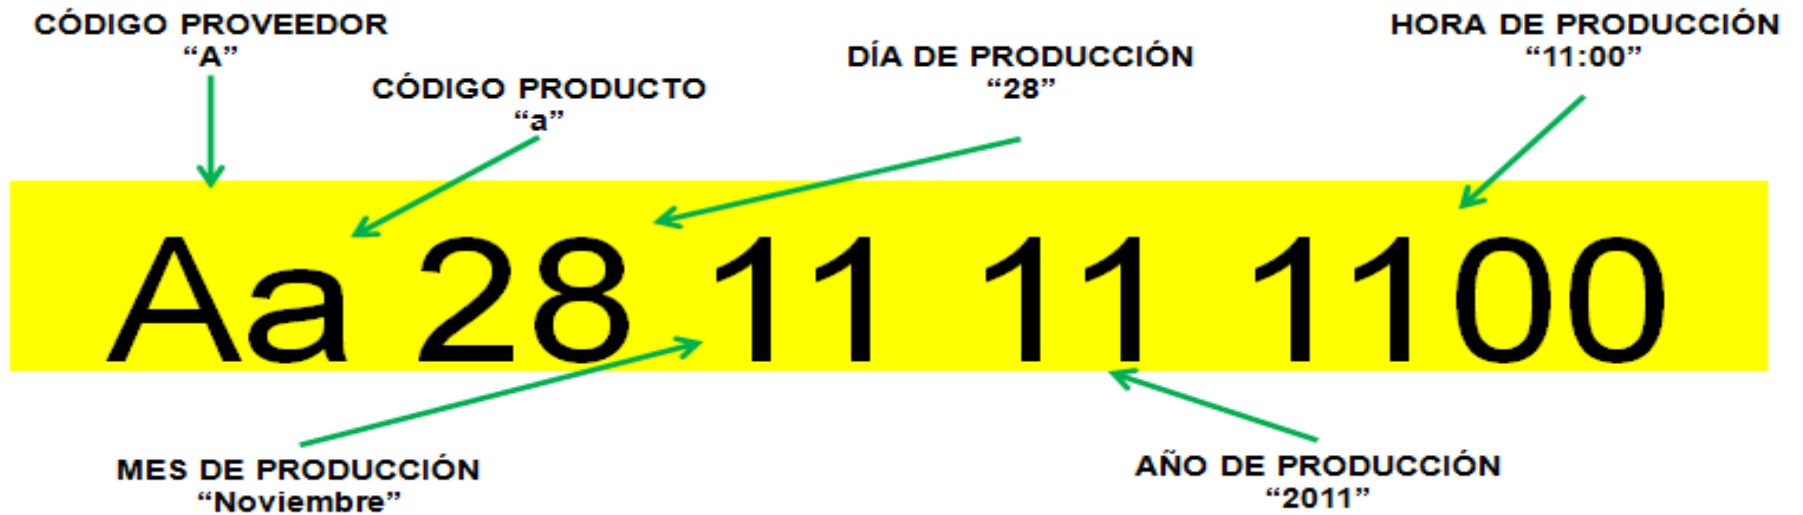 CÓDIGO PROVEEDOR
“A”
CÓDIGO PRODUCTO
“a”
DÍA DE PRODUCCIÓN
“28”
HORA DE PRODUCCIÓN
“11:00”
Aa 28 11 11 1100
MES DE PRODUCCIÓN
“Noviembre”
AÑO DE PRODUCCIÓN
“2011”